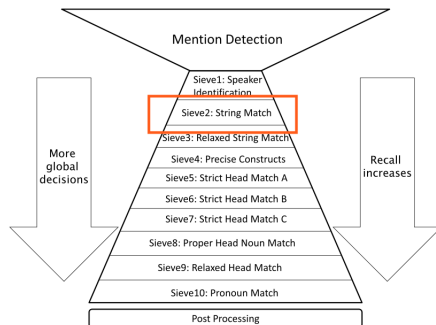 Mention Detection
Sieve1: Speaker
Identification
Sieve2: String Match
Sieve3: Relaxed String Match
Sieve4: Precise Constructs
Sieve5: Strict Head Match A
Sieve6: Strict Head Match B
Sieve7: Strict Head Match C
Sieve8: Proper Head Noun Match
Sieve9: Relaxed Head Match
Sieve10: Pronoun Match
Post Processing
More
global
decisions
Recall
increases